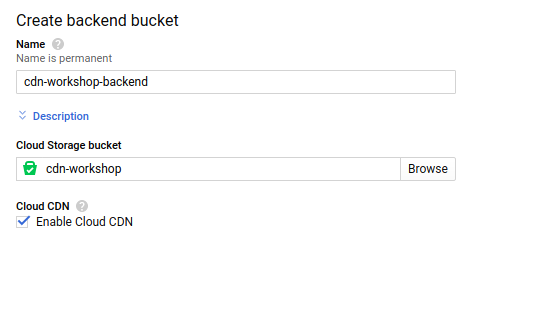 Create backend bucket
Name
Name is permanent
cdn-workshop-backend
Description
Cloud Storage bucket
cdn-workshop
Browse
Cloud CDN
Enable Cloud CDN